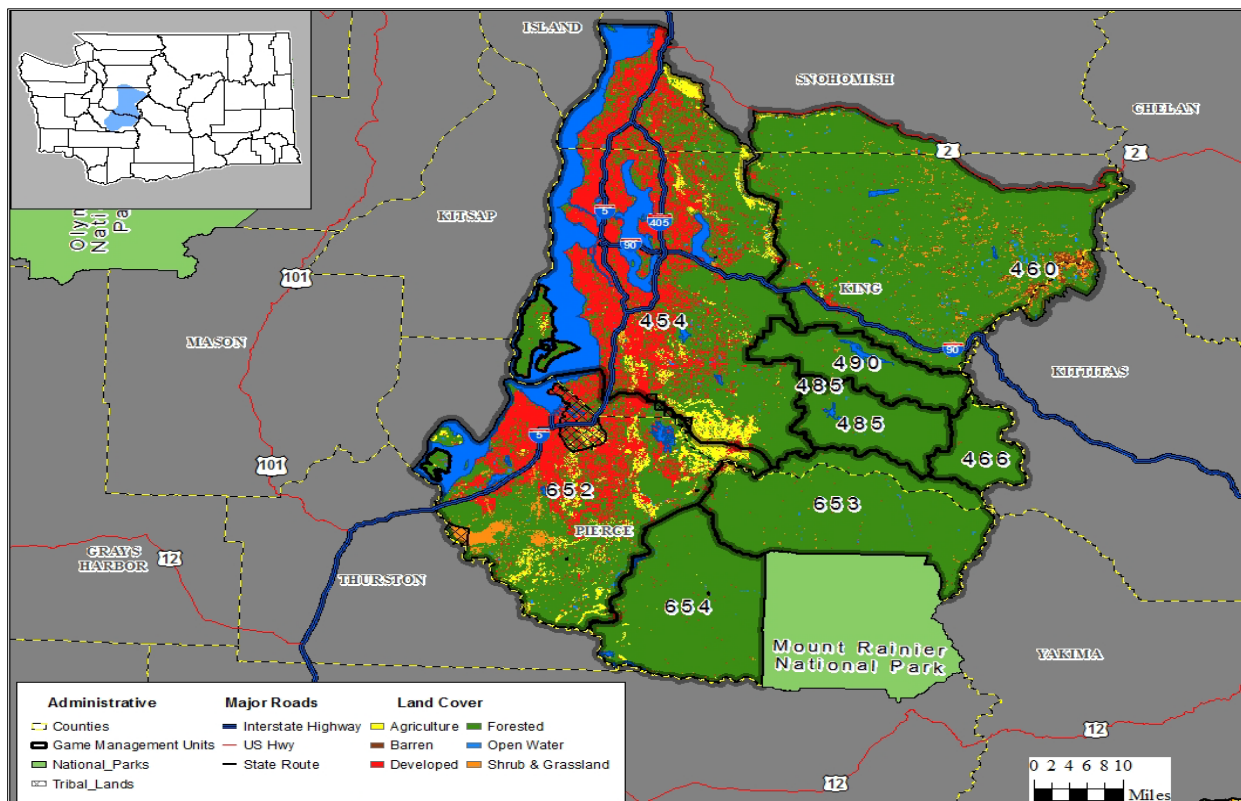 ISLAND
SNOHOMISH
CHELAN
2
2
Olym
Nati
Pa
KITSAP
5
405
90
101
460
KING
454
MASON
90
490
KITTITAS
485
485
5
101
466
652
653
PIERCE
GRAYS
HARBOR
12
THURSTON
654
Mount Rainier
National Park
YAKIMA
12
Administrative
Counties
Game Management Units
National_Parks
Tribal_Lands
Major Roads
Interstate Highway
US Hwy
State Route
Land Cover
Agriculture
Barren
Developed
Forested
Open Water
Shrub & Grassland
0 2 4 6 8 10
Miles